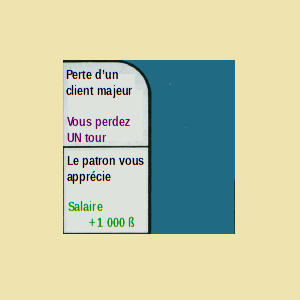 Perte d'un
client majeur
Vous perdez
UN tour
Le patron vous
apprécie
Salaire
+1 000 ß